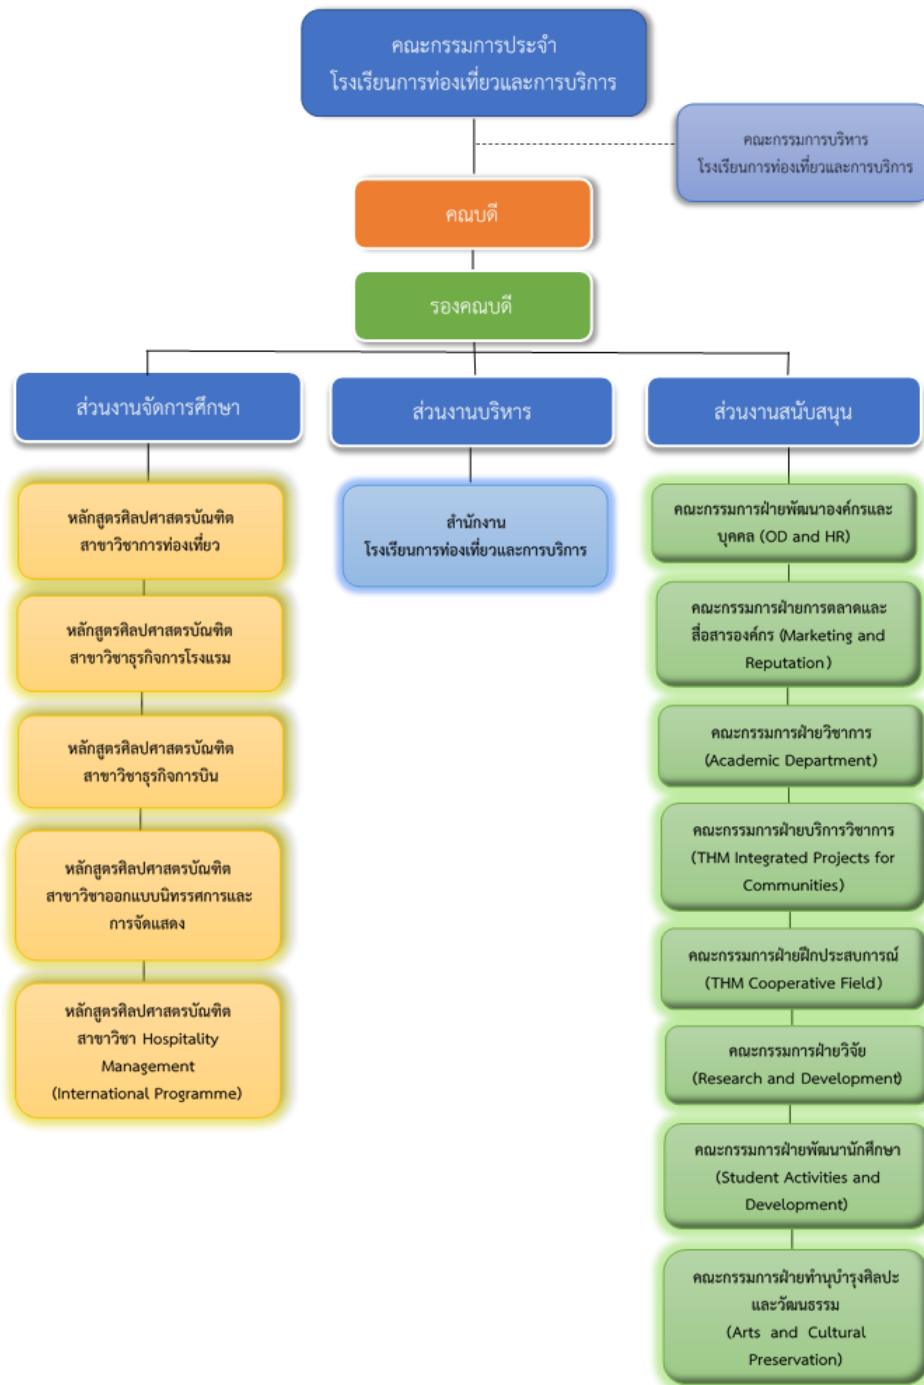 คณะกรรมการประจำ
โรงเรียนการท่องเที่ยวและการบริการ
คณะกรรมการบริหาร
โรงเรียนการท่องเที่ยวและการบริการ
คณบดี
รองคณบดี
ส่วนงานจัดการศึกษา
ส่วนงานบริหาร
ส่วนงานสนับสนุน
หลักสูตรศิลปศาสตรบัณฑิต
สาขาวิชาการท่องเที่ยว
หลักสูตรศิลปศาสตรบัณฑิต
สาขาวิชาธุรกิจการโรงแรม
หลักสูตรศิลปศาสตรบัณฑิต
สาขาวิชาธุรกิจการบิน
หลักสูตรศิลปศาสตรบัณฑิต
สาขาวิชาออกแบบนิทรรศการและ
การจัดแสดง
หลักสูตรศิลปศาสตรบัณฑิต
สาขาวิชา Hospitality
Management
(International Programme)
สำนักงาน
โรงเรียนการท่องเที่ยวและการบริการ
คณะกรรมการฝ่ายพัฒนาองค์กรและ
บุคคล (OD and HR)
คณะกรรมการฝ่ายการตลาดและ
สื่อสารองค์กร (Marketing and
Reputation)
คณะกรรมการฝ่ายวิชาการ
(Academic Department)
คณะกรรมการฝ่ายบริการวิชาการ
(THM Integrated Projects for
Communities)
คณะกรรมการฝ่ายฝึกประสบการณ์
(THM Cooperative Field)
คณะกรรมการฝ่ายวิจัย
(Research and Development)
คณะกรรมการฝ่ายพัฒนานักศึกษา
(Student Activities and
Development)
คณะกรรมการฝ่ายทำนุบำรุงศิลปะ
และวัฒนธรรม
(Arts and Cultural
Preservation)